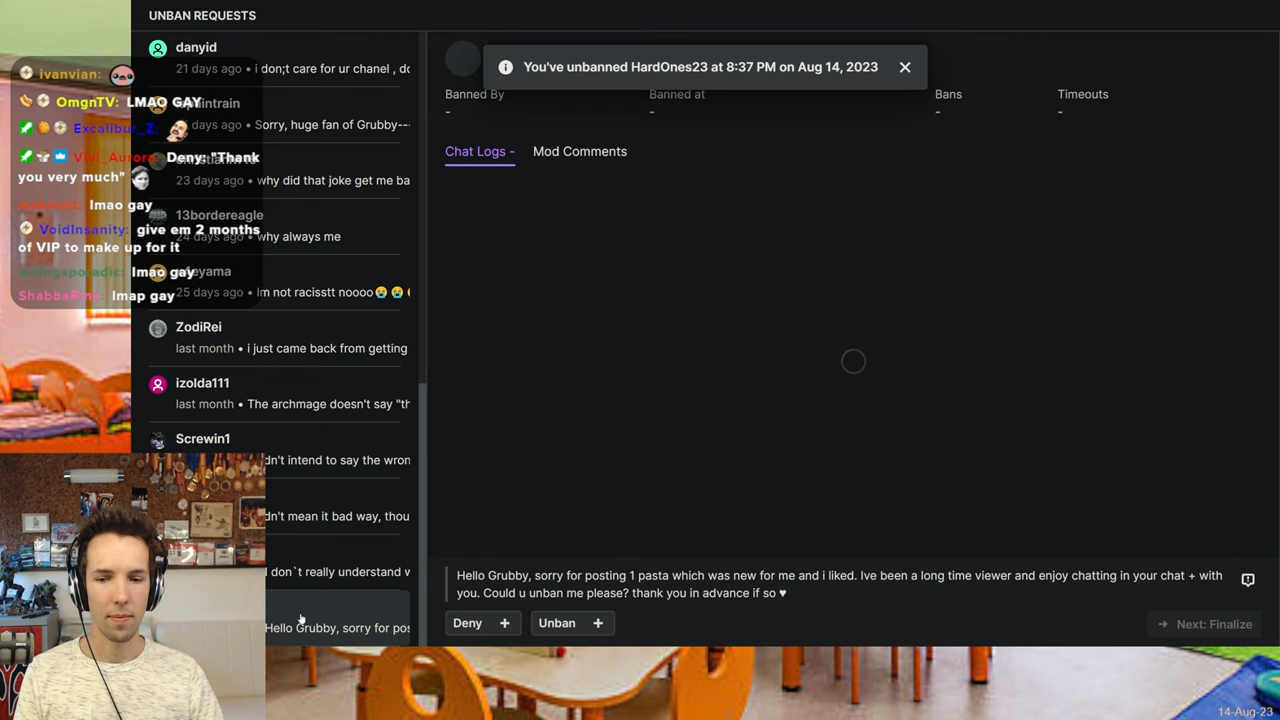 UNBAN REQUESTS
danyid
21 days ago • i don;t care for ur chanel , do
days ago • Sorry, huge fan of Grubby---
23 days ago • why did that joke get me ba
13bordereagle
24 days ago • why always me
25 days ago • Im not racisstt noooo😭 😭
ZodiRei
last month • i just came back from getting
izolda111
last month • The archmage doesn't say "th
Screwin1
dn't intend to say the wron
dn't mean it bad way, thou
I don`t really understand w
Hello Grubby, sorry for pos
ivanvian:
OmgnTV: LMAO GAY
Excalibur_Z:
Vivi_Aurora: Deny: "Thank
you very much"
lmao gay
VoidInsanity: give em 2 months
of VIP to make up for it
lmao gay
lmap gay
You've unbanned HardOnes23 at 8:37 PM on Aug 14, 2023
Banned By Banned at Bans Timeouts
- - - -
Chat Logs - Mod Comments
Hello Grubby, sorry for posting 1 pasta which was new for me and i liked. Ive been a long time viewer and enjoy chatting in your chat + with
you. Could u unban me please? thank you in advance if so ♥
Deny + Unban + Next: Finalize
14-Aug-23